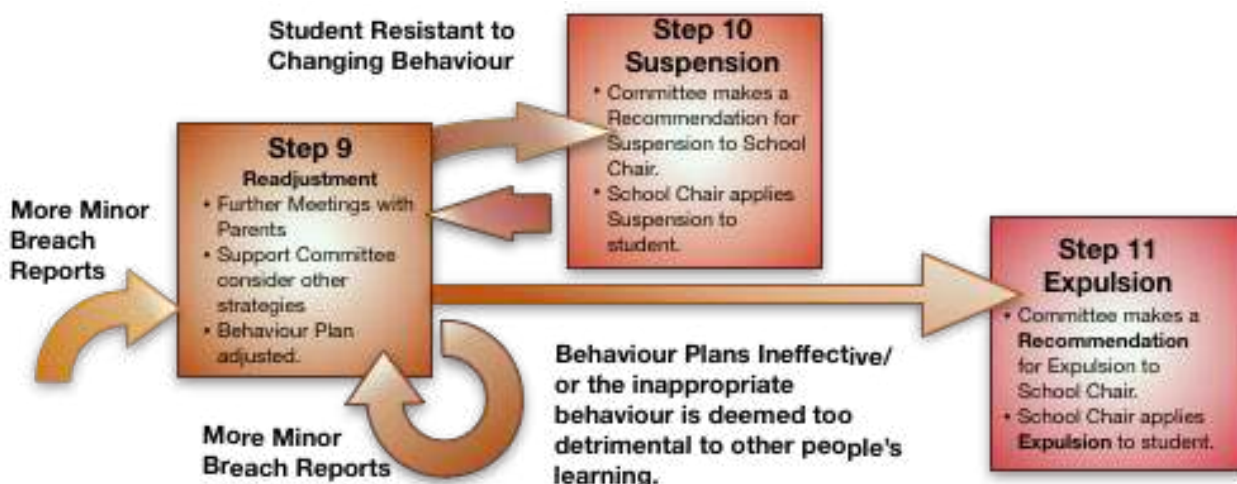 Student Resistant to
Changing Behaviour
Step 10
Suspension
• Committee makes a
Recommendation for
Suspension to School
Chair.
• School Chair applies
Suspension to
student.
Step 9
Readjustment
• Further Meetings with
Parents
• Support Committee
consider other
strategies
• Behaviour Plan
adjusted.
More Minor
Breach
Reports
More Minor
Breach Reports
Behaviour Plans Ineffective/
or the inappropriate
behaviour is deemed too
detrimental to other people's
learning.
Step 11
Expulsion
• Committee makes a
Recommendation
for Expulsion to
School Chair.
• School Chair applies
Expulsion to student.